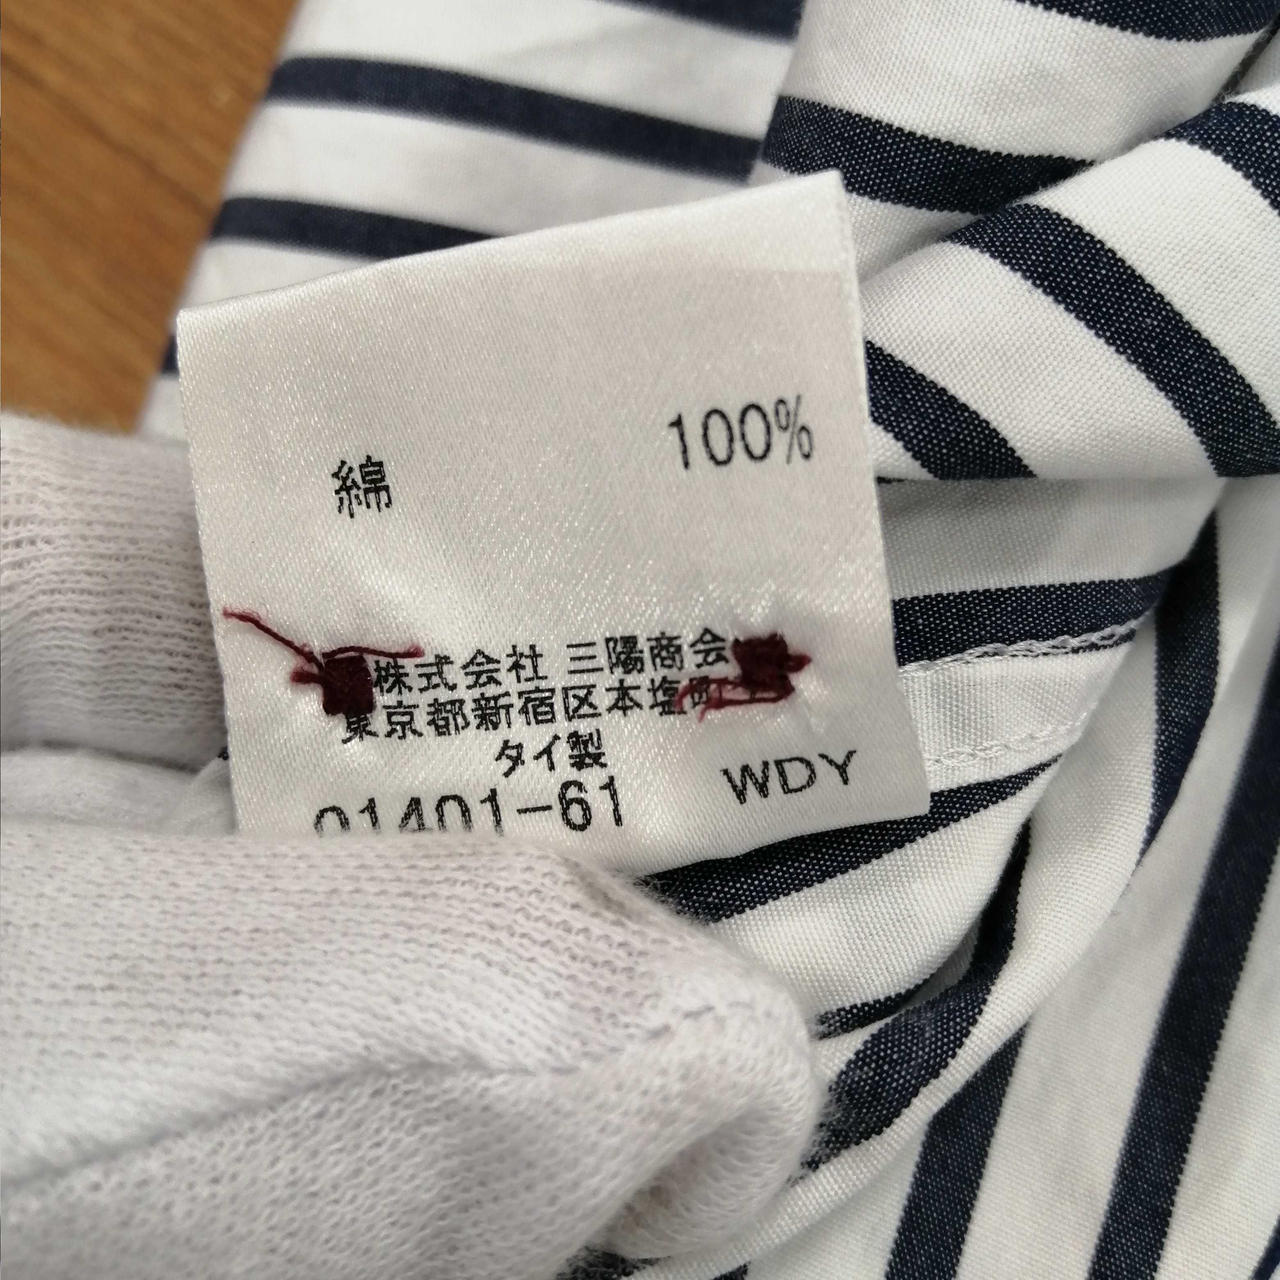 綿 100%
株式会社 三陽商会
東京都新宿区本塩町
タイ製
01401-61 WDY